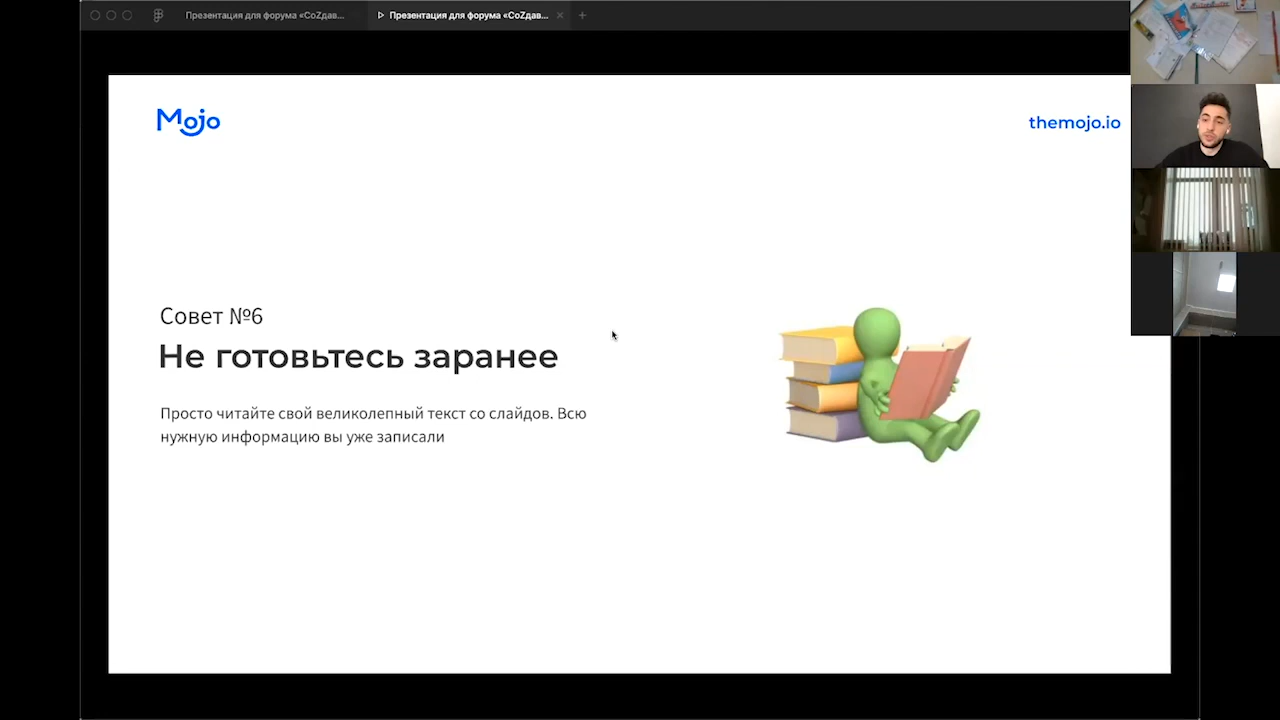 Презентация для форума «CoZдав...
Презентация для форума «CoZдав...
Mojo
themojo.io
Совет №6
Не готовьтесь заранее
Просто читайте свой великолепный текст со слайдов. Всю
нужную информацию вы уже записали